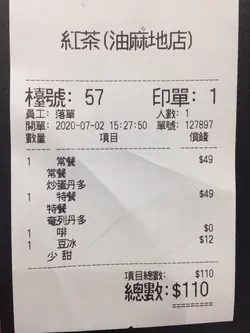 紅茶(油麻地店)
檯號: 57 印單: 1
員工: 落單 人數: 1
開單: 2020-07-02 15:27:50 單號: 127897
數量 項目 價錢
1 常餐 $49
常餐
炒蛋丹多
1 特餐 $49
特餐
奄列丹多
1 啡 $0
1 豆冰 $12
少 甜
項目總數: $110
總數: $110